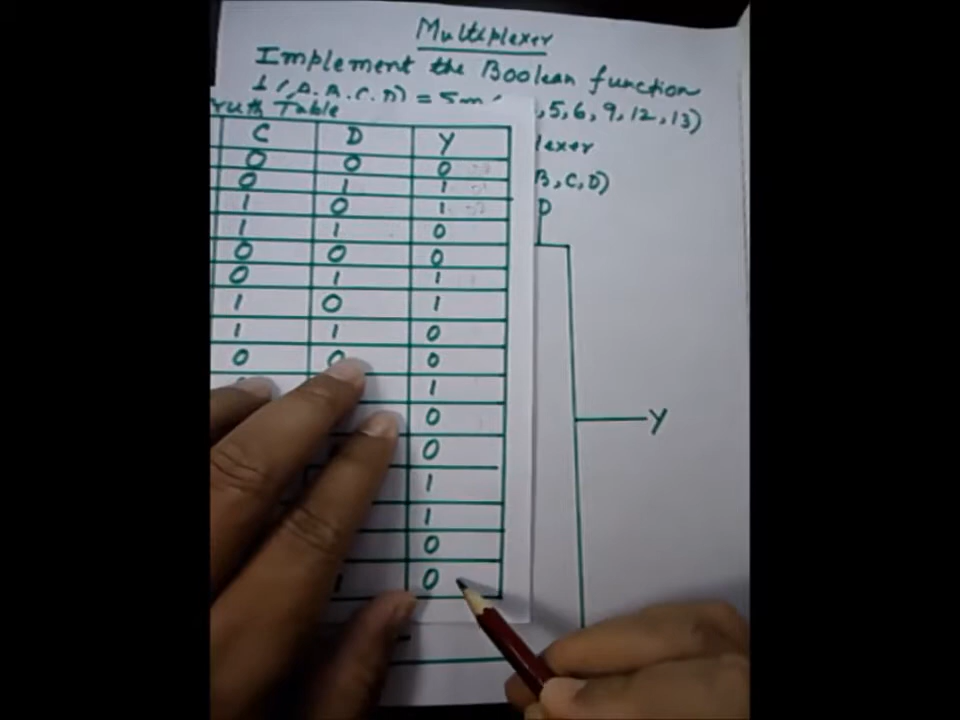 Multiplexer
Implement the Boolean function
C, D) = Σm( ,5,6,9,12,13)
Truth Table
lexer
B,C,D)
C D Y
D
0 0 0
0 1 1
1 0 1
1 1 0
0 0 0
0 1 1
1 0 1
1 1 0
0 0 0
1
0
0
1
Y
1
0
1 0